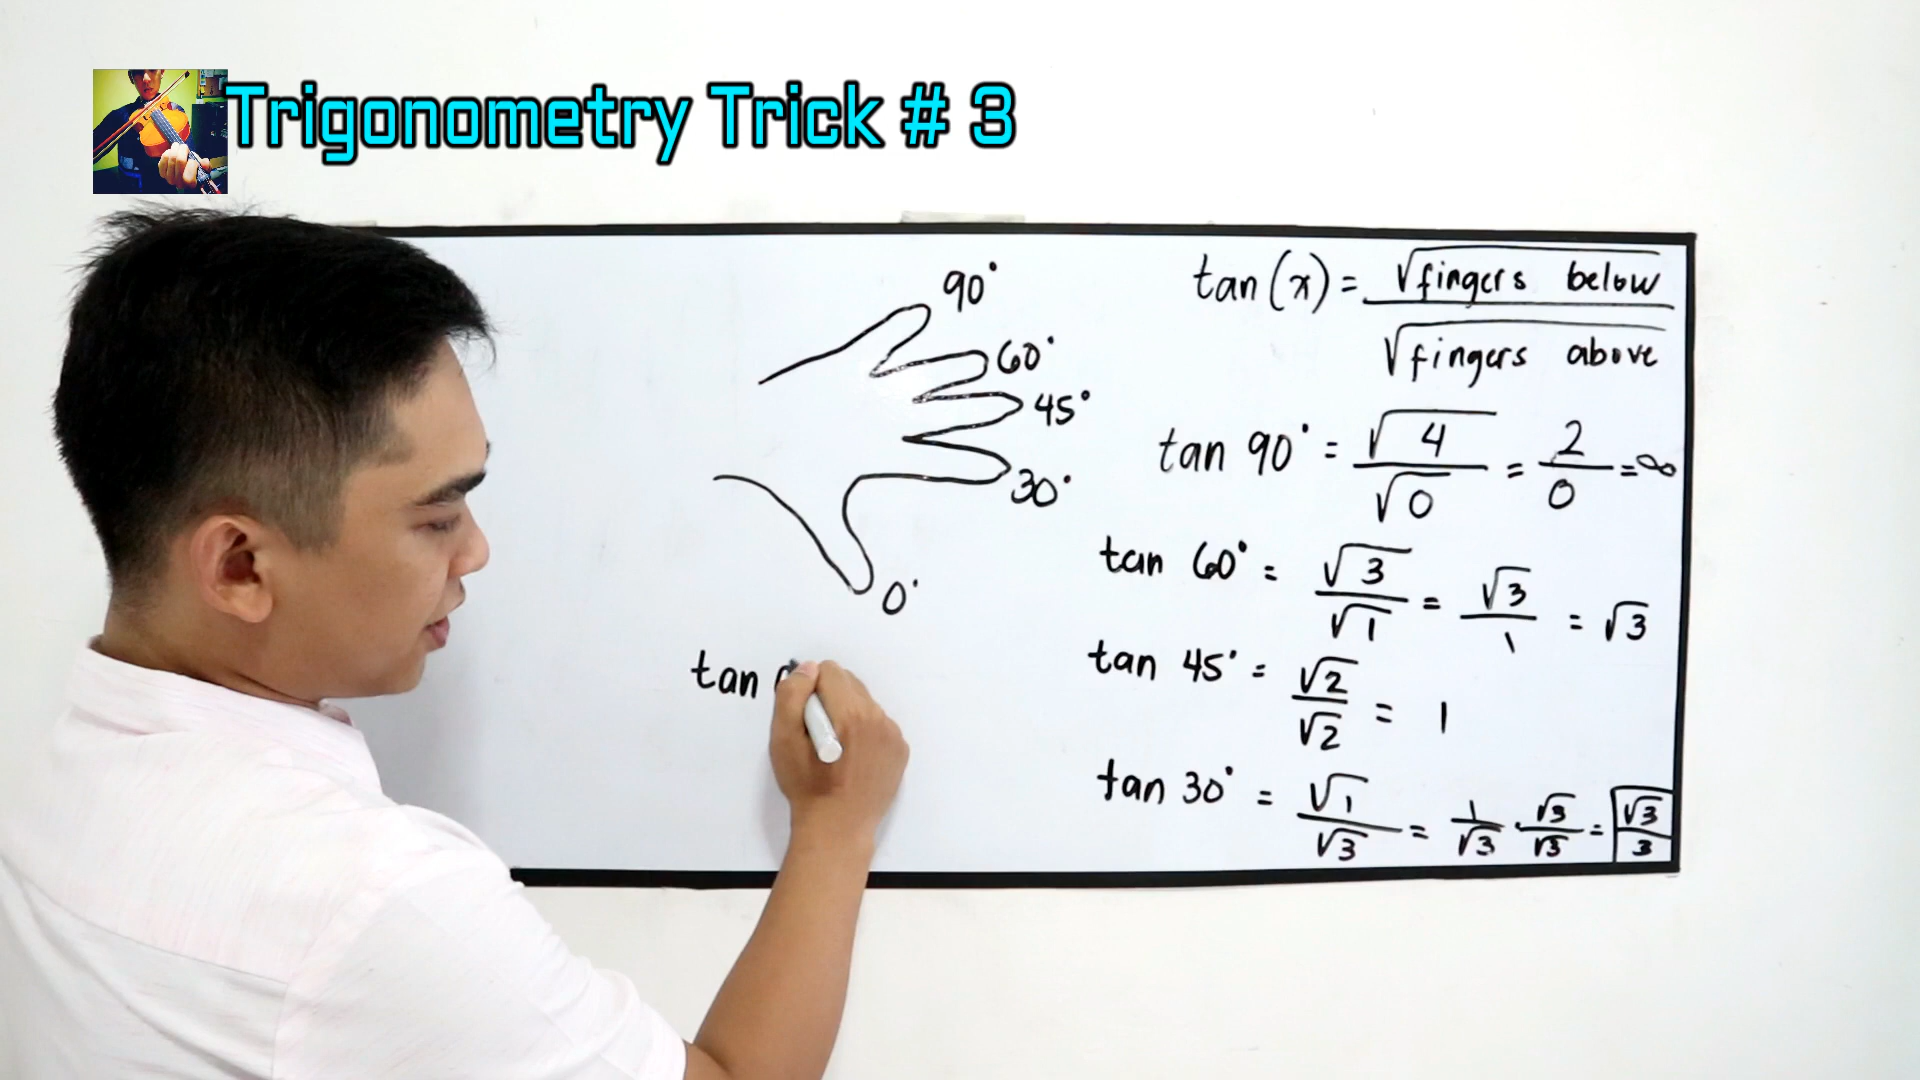 Trigonometry Trick # 3
90°
60°
45°
30°
0°
tan
tan (x) = √fingers below / √fingers above
tan 90° = √4 / √0 = 2 / 0 = ∞
tan 60° = √3 / √1 = √3 / 1 = √3
tan 45° = √2 / √2 = 1
tan 30° = √1 / √3 = 1 / √3 · √3 / √3 = √3 / 3